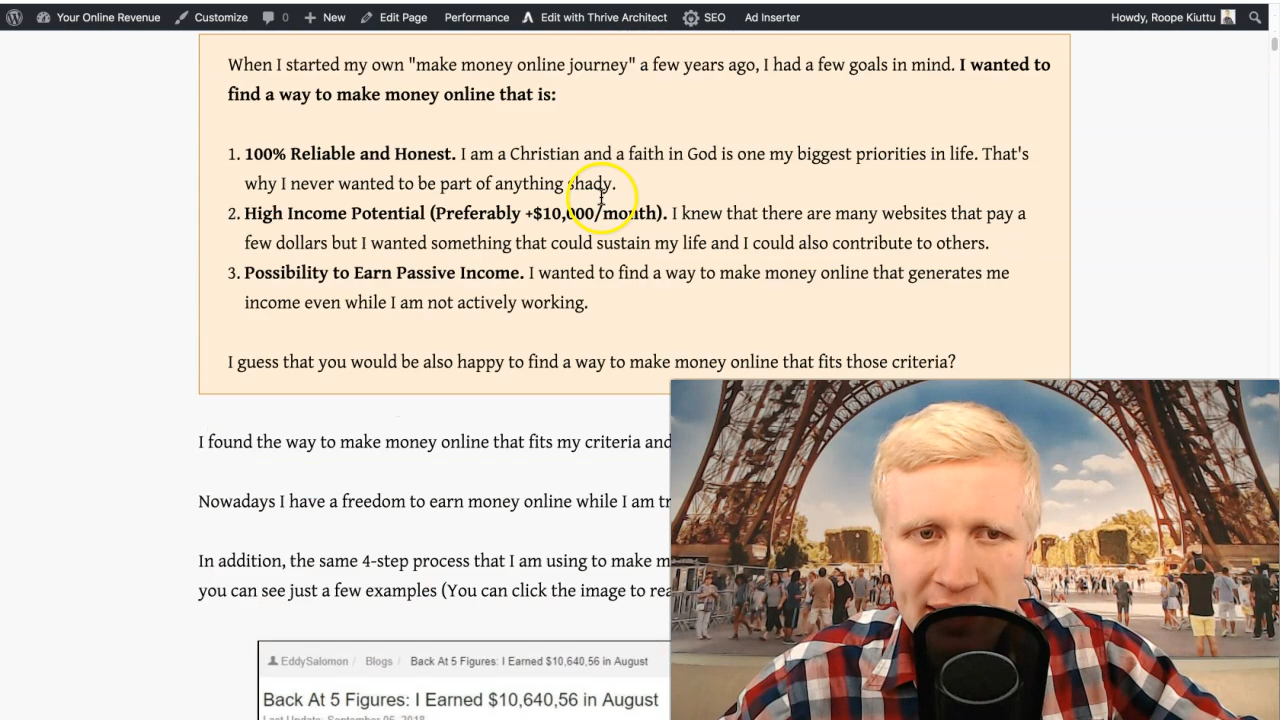 Your Online Revenue Customize 0 New Edit Page Performance Edit with Thrive Architect SEO Ad Inserter Howdy, Roope Kiuttu
When I started my own "make money online journey" a few years ago, I had a few goals in mind. I wanted to
find a way to make money online that is:
1. 100% Reliable and Honest. I am a Christian and a faith in God is one my biggest priorities in life. That's
why I never wanted to be part of anything shady.
2. High Income Potential (Preferably +$10,000/month). I knew that there are many websites that pay a
few dollars but I wanted something that could sustain my life and I could also contribute to others.
3. Possibility to Earn Passive Income. I wanted to find a way to make money online that generates me
income even while I am not actively working.
I guess that you would be also happy to find a way to make money online that fits those criteria?
I found the way to make money online that fits my criteria and
Nowadays I have a freedom to earn money online while I am
In addition, the same 4-step process that I am using to make
you can see just a few examples (You can click the image to
EddySalomon / Blogs / Back At 5 Figures: I Earned $10,640,56 in August
Back At 5 Figures: I Earned $10,640,56 in August
Last Update: September 06, 2018